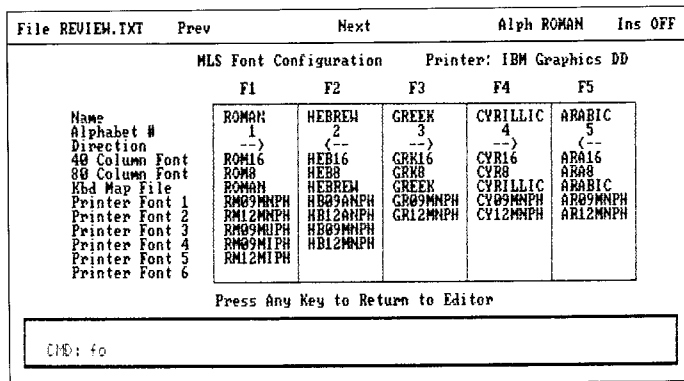 File REVIEW.TXT Prev Next Alph ROMAN Ins OFF
MLS Font Configuration Printer: IBM Graphics DD
F1 F2 F3 F4 F5
Name ROMAN HEBREW GREEK CYRILLIC ARABIC
Alphabet # 1 2 3 4 5
Direction --> <-- --> --> <--
40 Column Font ROM16 HEB16 GRK16 CYR16 ARA16
80 Column Font ROM8 HEB8 GRK8 CYR8 ARA8
Kbd Map File ROMAN HEBREW GREEK CYRILLIC ARABIC
Printer Font 1 RM09MNPH HB09ANPH GR09MNPH CY09MNPH AR09MNPH
Printer Font 2 RM12MNPH HB12ANPH GR12MNPH CY12MNPH AR12MNPH
Printer Font 3 RM09MUPH HB09MNPH
Printer Font 4 RM09MIPH HB12MNPH
Printer Font 5 RM12MIPH
Printer Font 6
Press Any Key to Return to Editor
CMD: fo